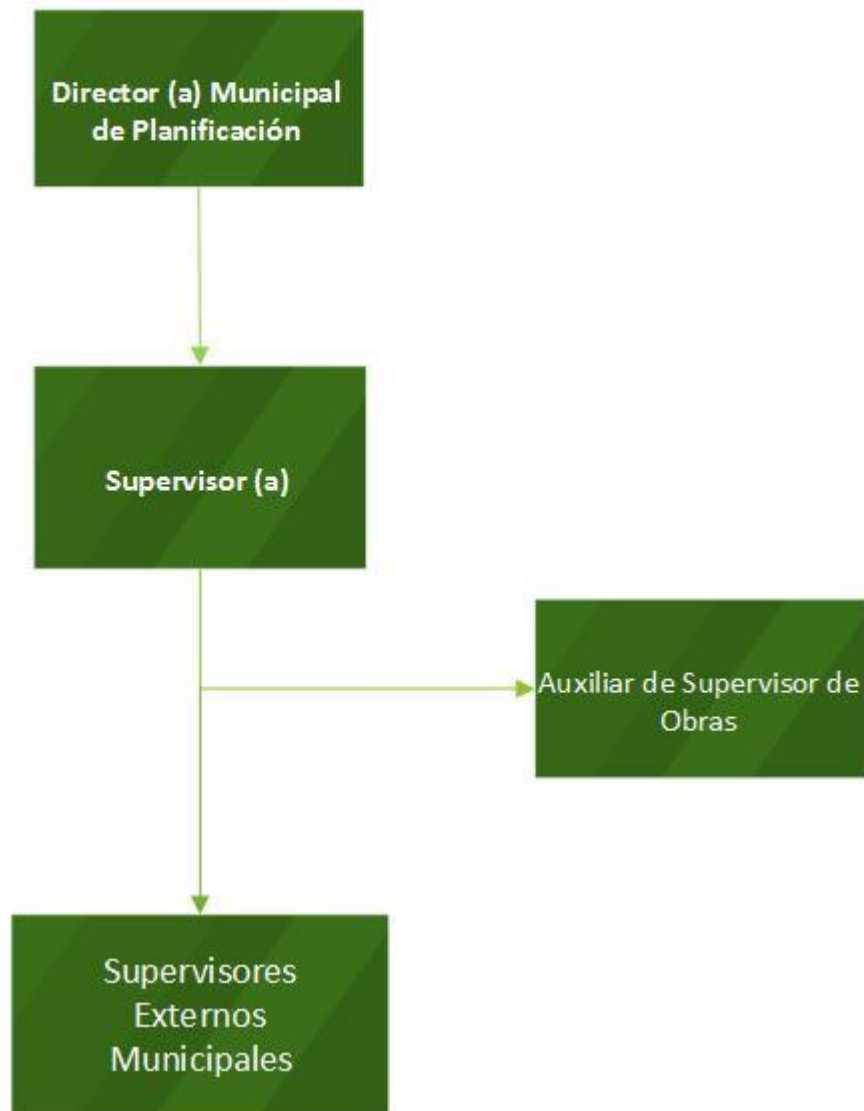 Director (a) Municipal
de Planificación
Supervisor (a)
Auxiliar de Supervisor de
Obras
Supervisores
Externos
Municipales